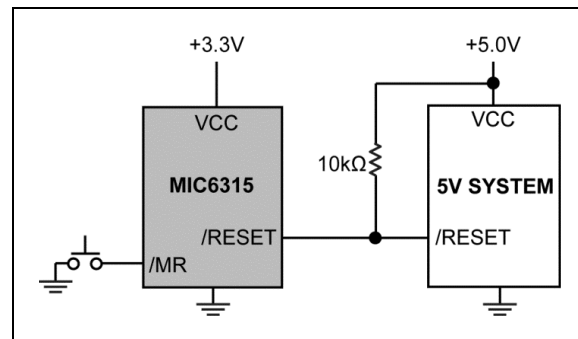 +3.3V
+5.0V
VCC
VCC
10kΩ
MIC6315
5V SYSTEM
/RESET
/RESET
/MR